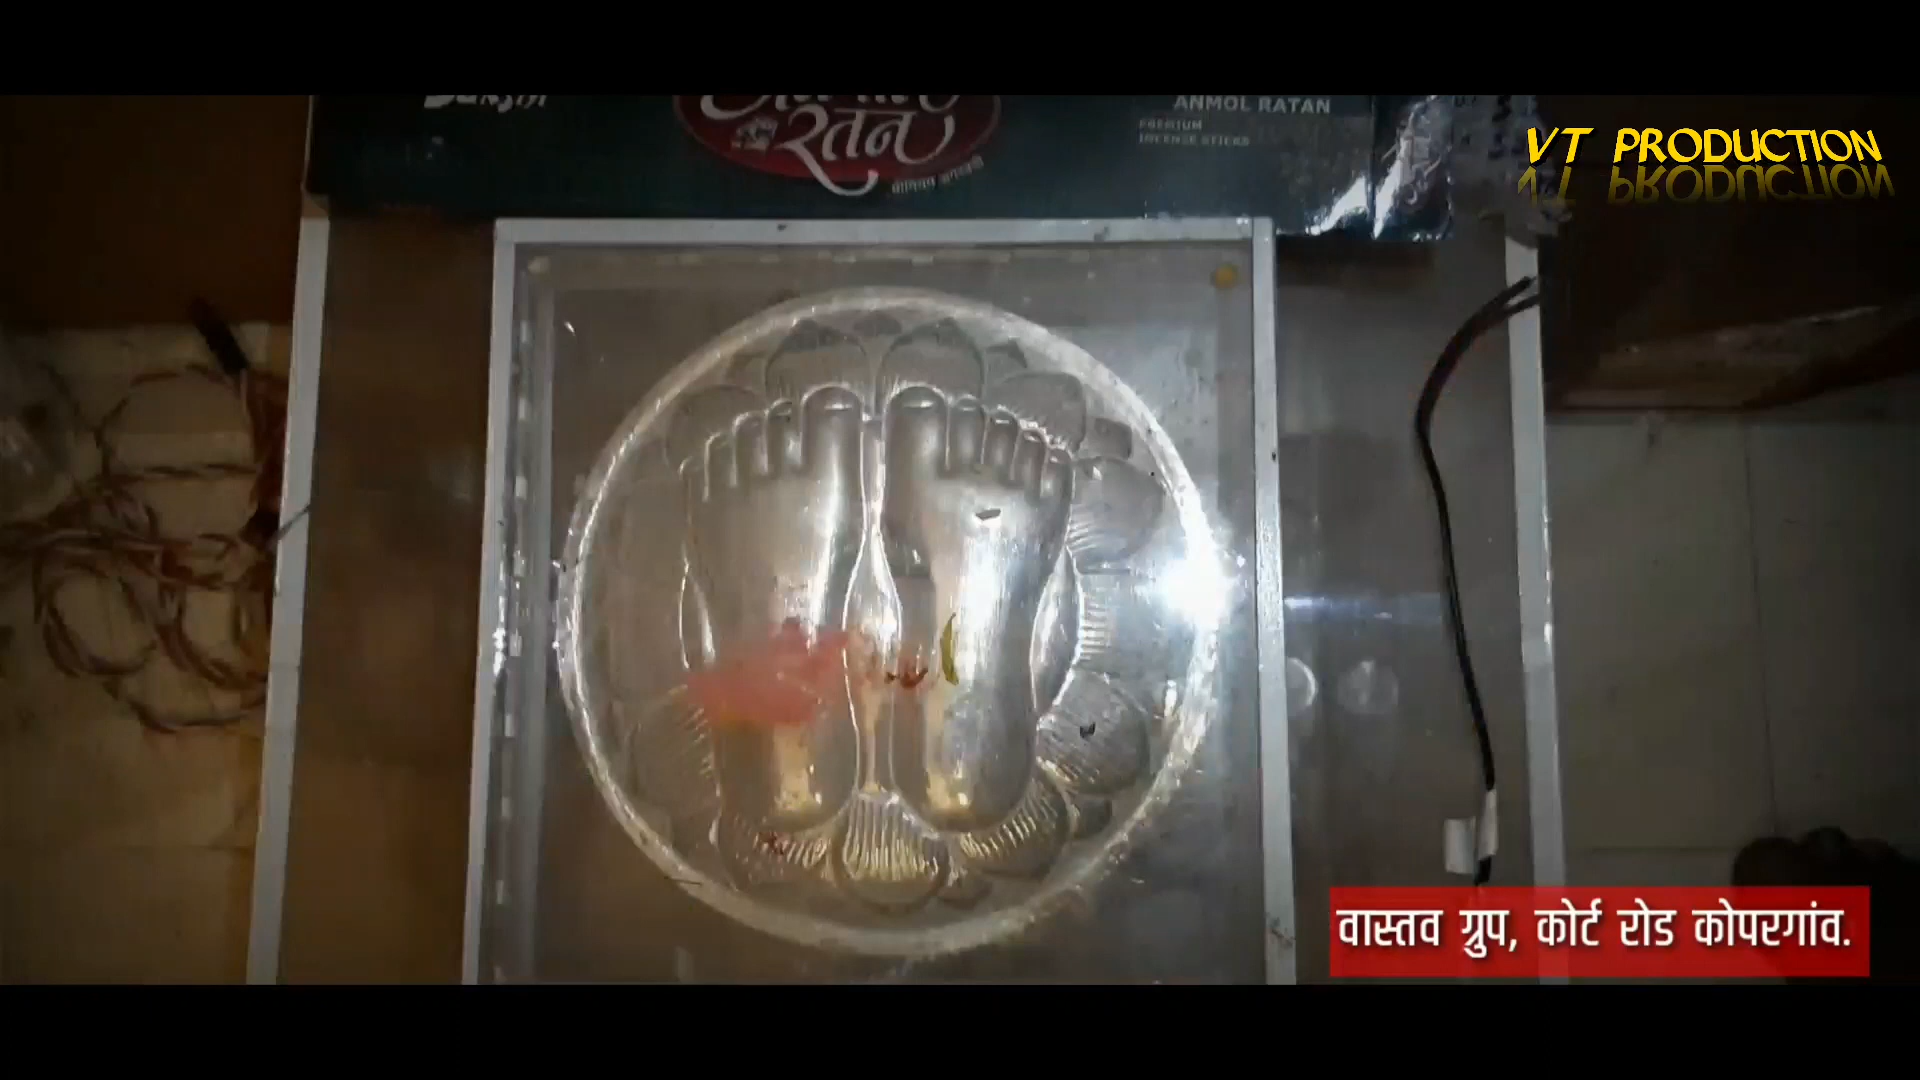 रतन
ANMOL RATAN
PREMIUM
INCENSE STICKS
VT PRODUCTION
वास्तव ग्रुप, कोर्ट रोड कोपरगांव.